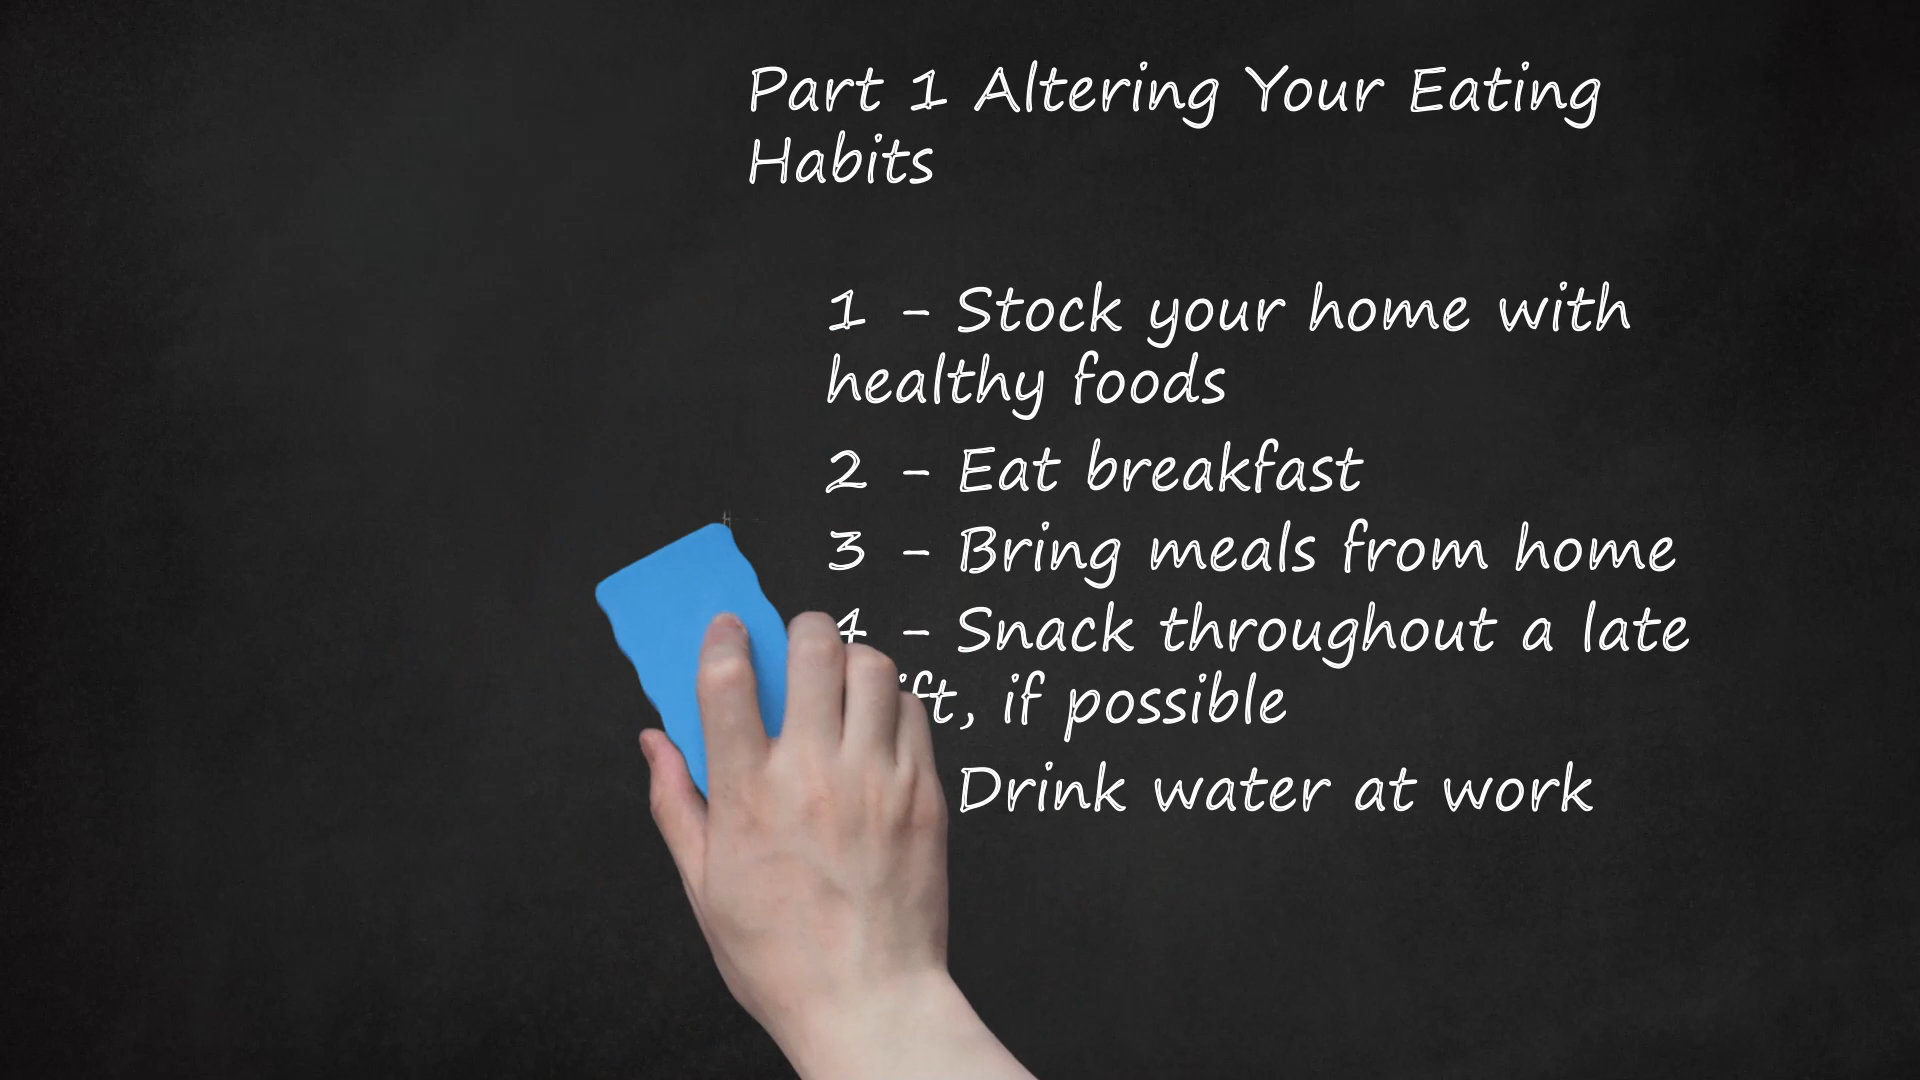 Part 1 Altering Your Eating
Habits
1 - Stock your home with
healthy foods
2 - Eat breakfast
3 - Bring meals from home
4 - Snack throughout a late
ift, if possible
Drink water at work